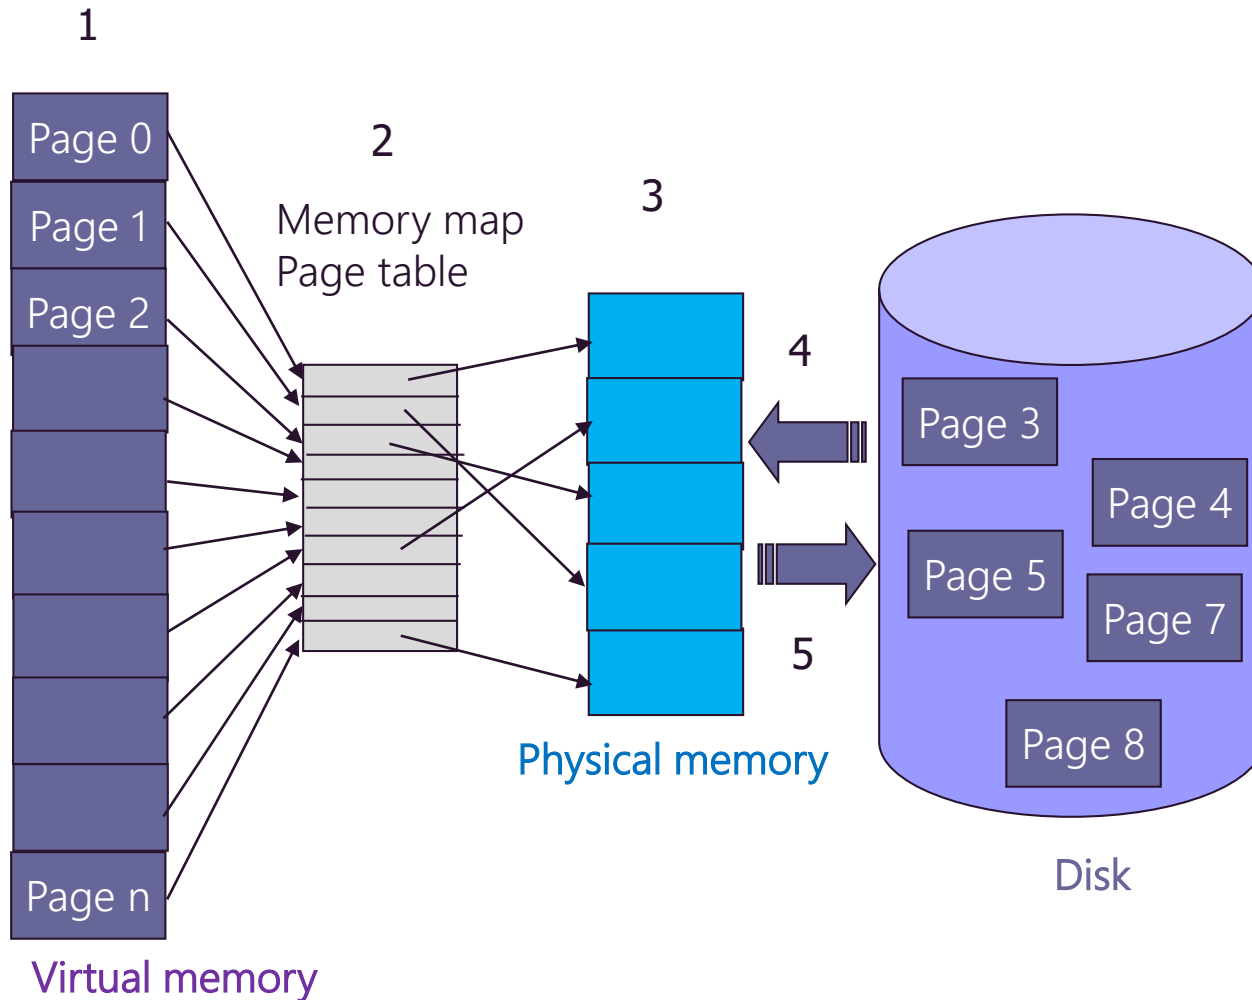 1
Page 0
Page 1
Page 2
Page n
Virtual memory
2
Memory map
Page table
3
Physical memory
4
5
Page 3
Page 4
Page 5
Page 7
Page 8
Disk